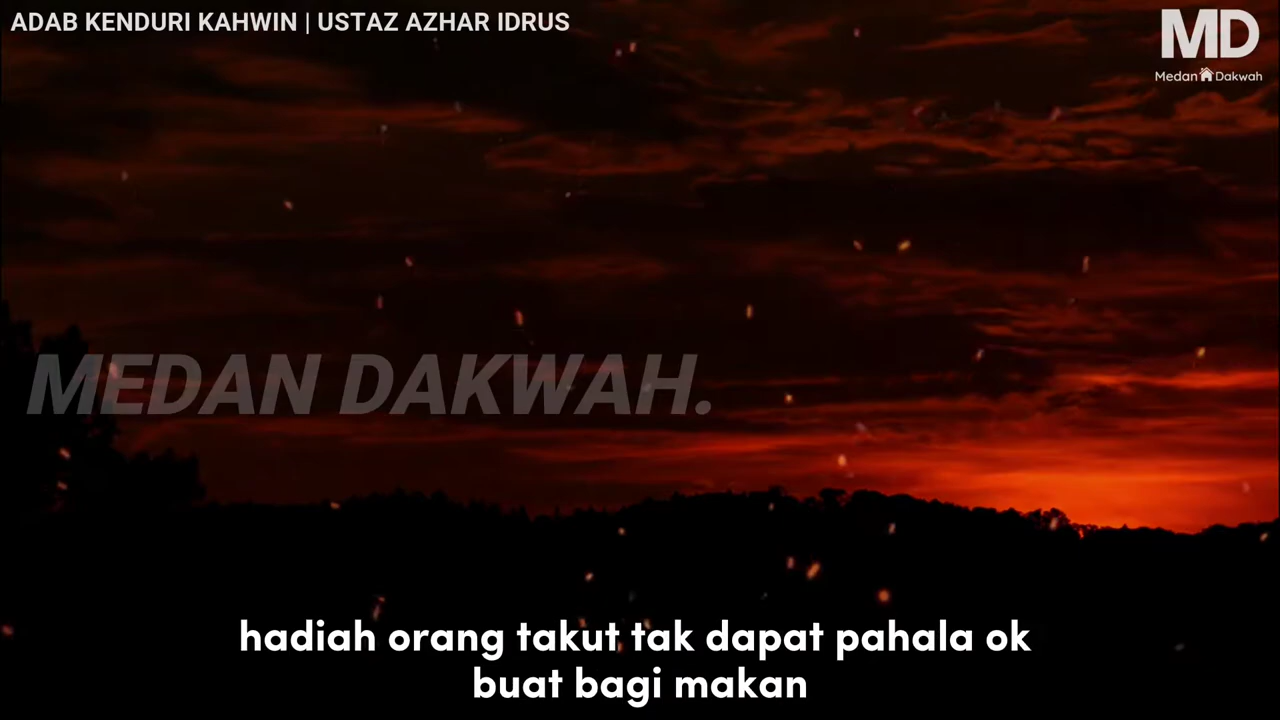 ADAB KENDURI KAHWIN | USTAZ AZHAR IDRUS
MD
Medan Dakwah
MEDAN DAKWAH.
hadiah orang takut tak dapat pahala ok
buat bagi makan